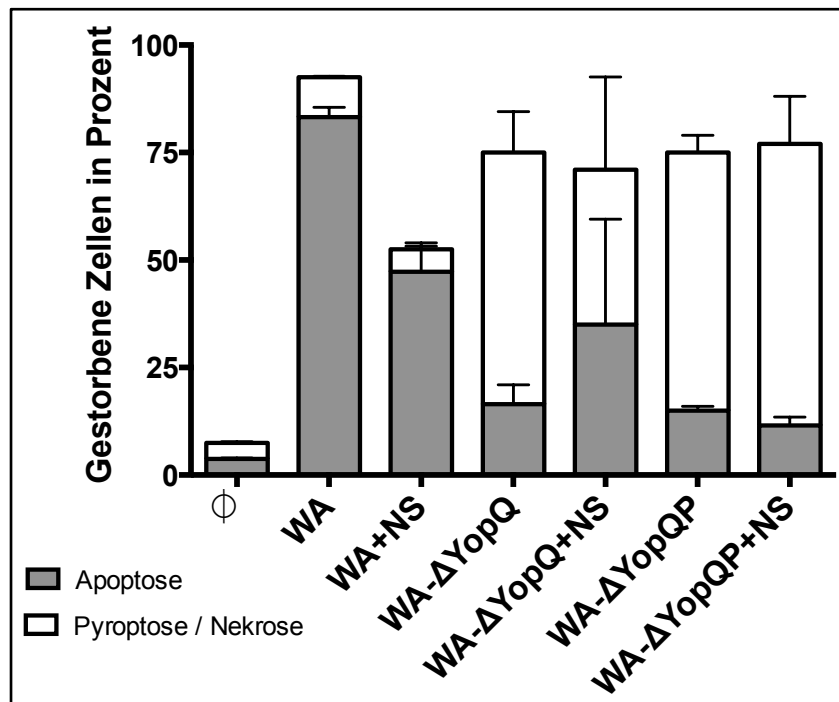 Gestorbene Zellen in Prozent
100
75
50
25
0
Φ
WA
WA+NS
WA-ΔYopQ
WA-ΔYopQ+NS
WA-ΔYopQP
WA-ΔYopQP+NS
Apoptose
Pyroptose / Nekrose